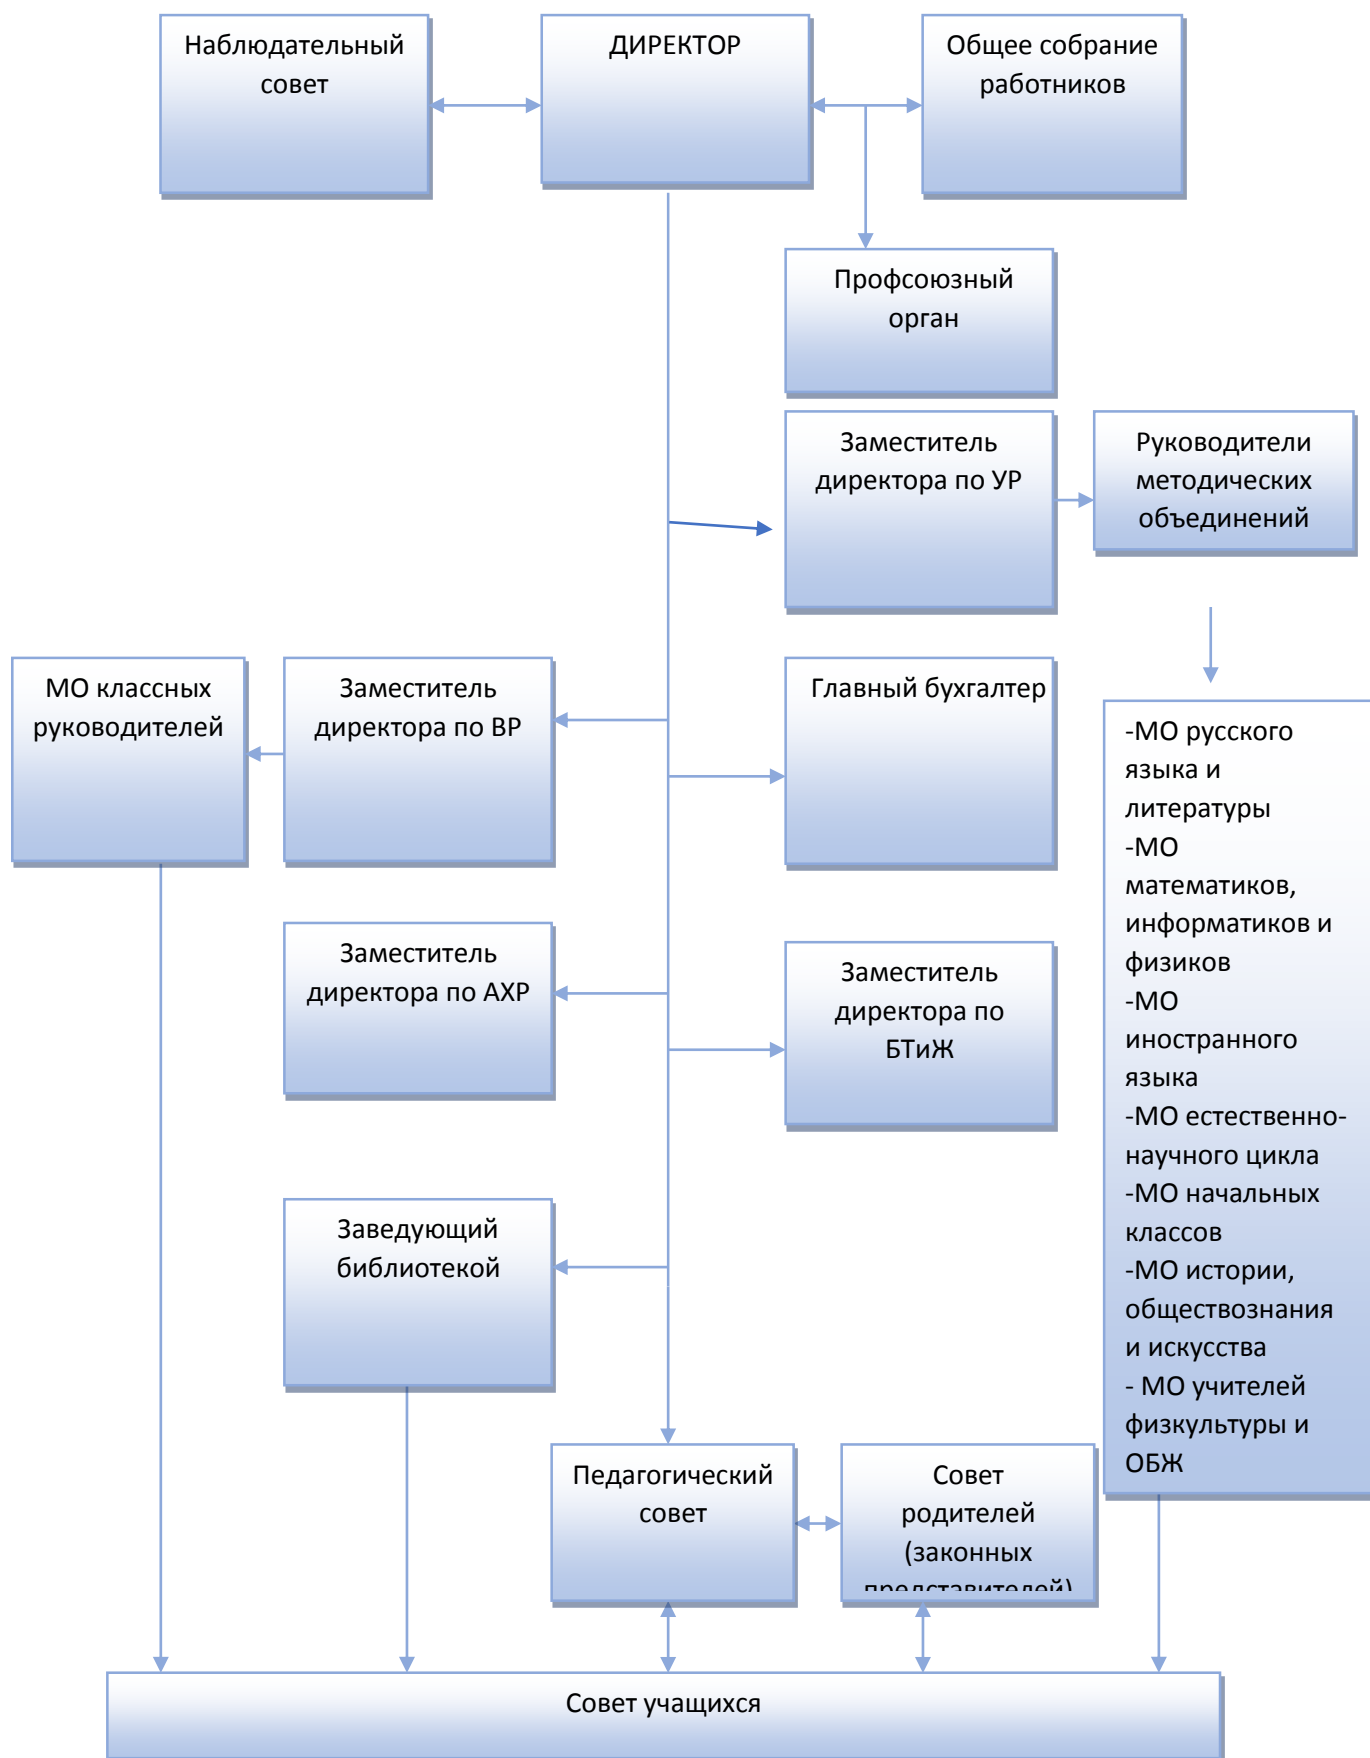 Наблюдательный
совет
ДИРЕКТОР
Общее собрание
работников
Профсоюзный
орган
Заместитель
директора по УР
Руководители
методических
объединений
МО классных
руководителей
Заместитель
директора по ВР
Главный бухгалтер
-МО русского
языка и
литературы
-МО
математиков,
информатиков и
физиков
-МО
иностранного
языка
-МО естественно-
научного цикла
-МО начальных
классов
-МО истории,
обществознания
и искусства
- МО учителей
физкультуры и
ОБЖ
Заместитель
директора по АХР
Заместитель
директора по
БТиЖ
Заведующий
библиотекой
Педагогический
совет
Совет
родителей
(законных
представителей)
Совет учащихся